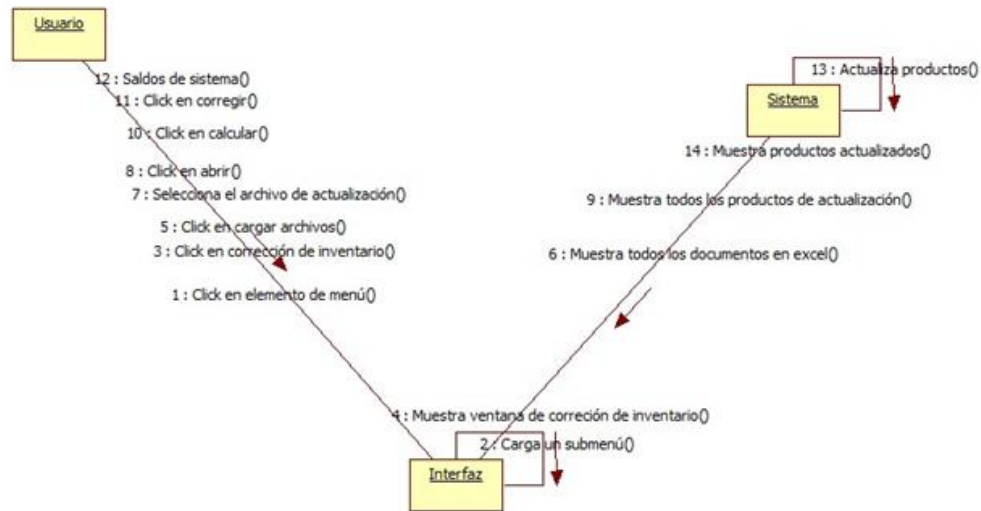 Usuario
12 : Saldos de sistema()
11 : Click en corregir()
10 : Click en calcular()
8 : Click en abrir()
7 : Selecciona el archivo de actualización()
5 : Click en cargar archivos()
3 : Click en corrección de inventario()
1 : Click en elemento de menú()
13 : Actualiza productos()
Sistema
14 : Muestra productos actualizados()
9 : Muestra todos los productos de actualización()
6 : Muestra todos los documentos en excel()
4 : Muestra ventana de correción de inventario()
2 : Carga un submenú()
Interfaz